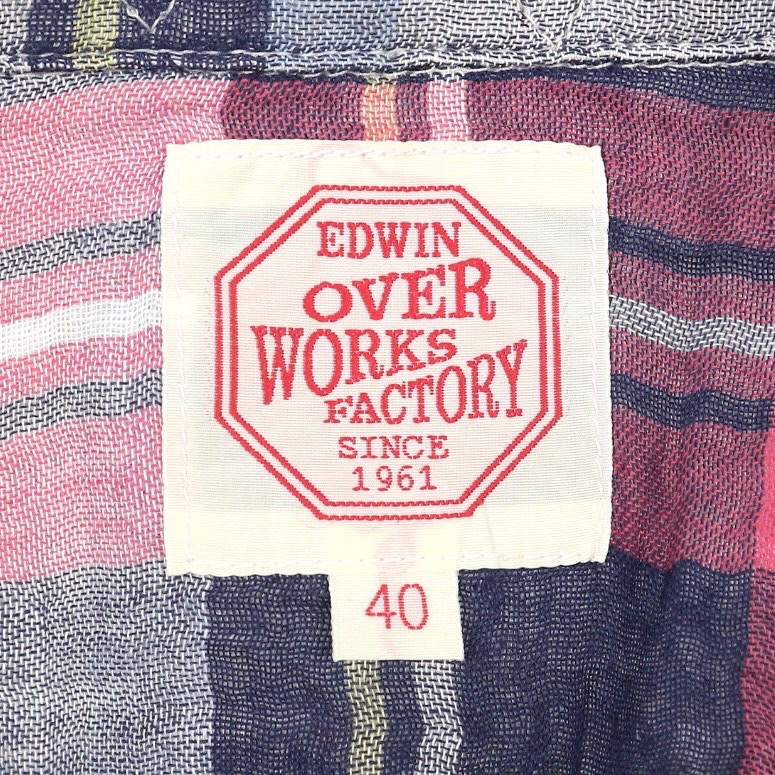 EDWIN
OVER
WORKS
FACTORY
SINCE
1961
40